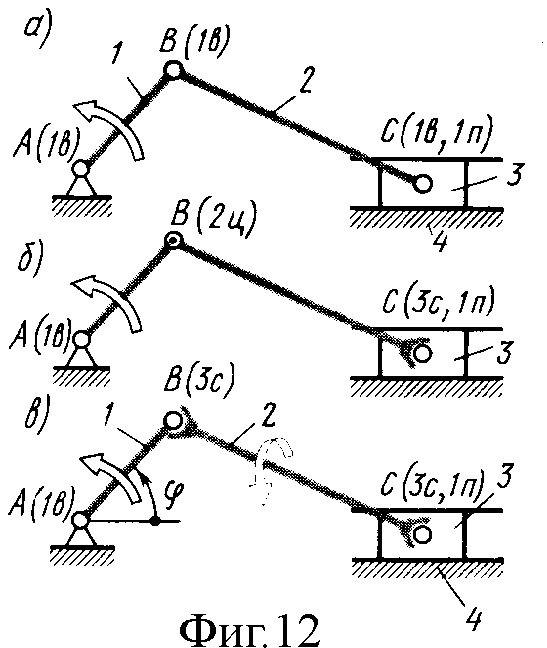 а)
1
B(1в)
2
A(1в)
C(1в,1п)
3
4
б)
B(2ц)
A(1в)
C(3с,1п)
3
в)
1
B(3с)
2
A(1в)
φ
C(3с,1п)
3
4
Фиг.12